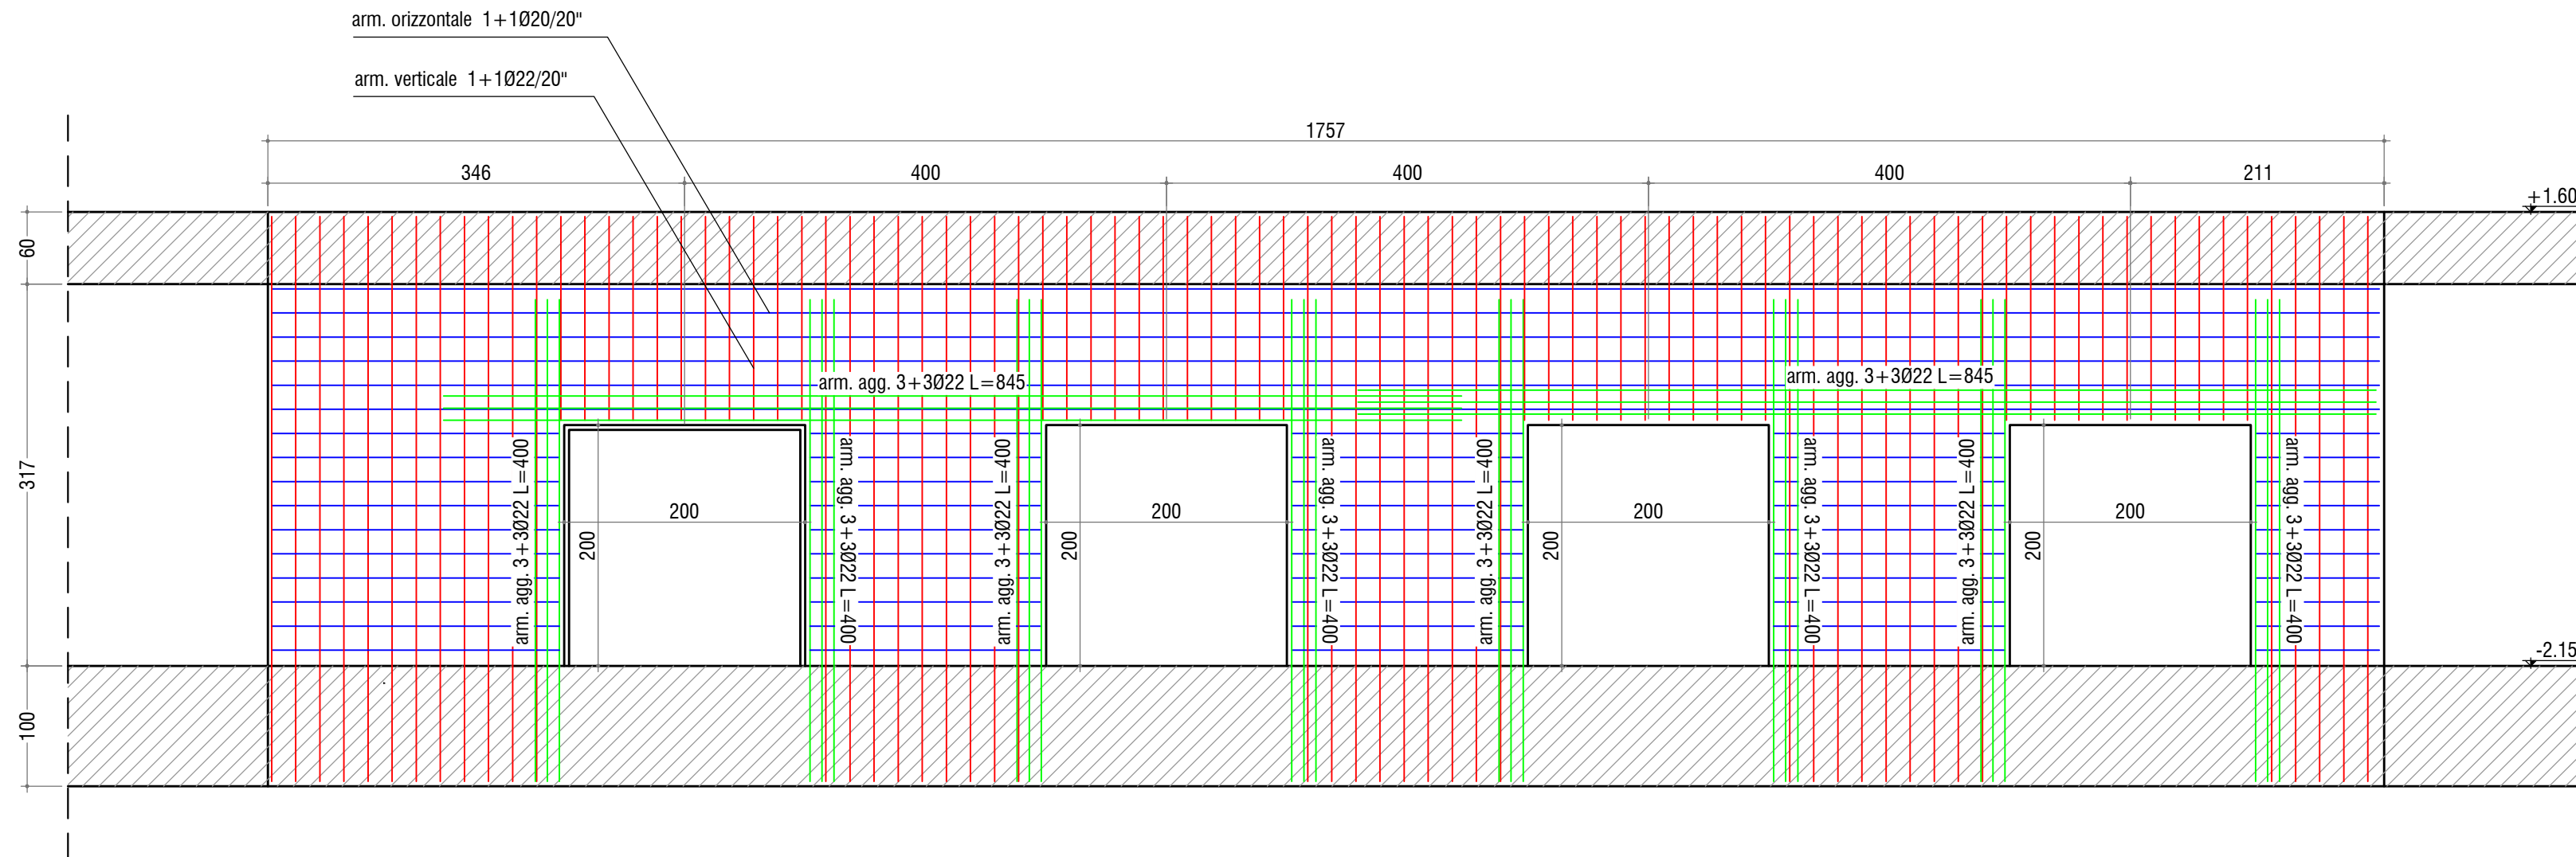 arm. orizzontale 1+1Ø20/20"
arm. verticale 1+1Ø22/20"
1757
346
400
400
400
211
+1.60
60
317
100
arm. agg. 3+3Ø22 L=845
arm. agg. 3+3Ø22 L=845
arm. agg. 3+3Ø22 L=400
200
200
arm. agg. 3+3Ø22 L=400
arm. agg. 3+3Ø22 L=400
200
200
arm. agg. 3+3Ø22 L=400
arm. agg. 3+3Ø22 L=400
200
200
arm. agg. 3+3Ø22 L=400
arm. agg. 3+3Ø22 L=400
200
200
arm. agg. 3+3Ø22 L=400
-2.15